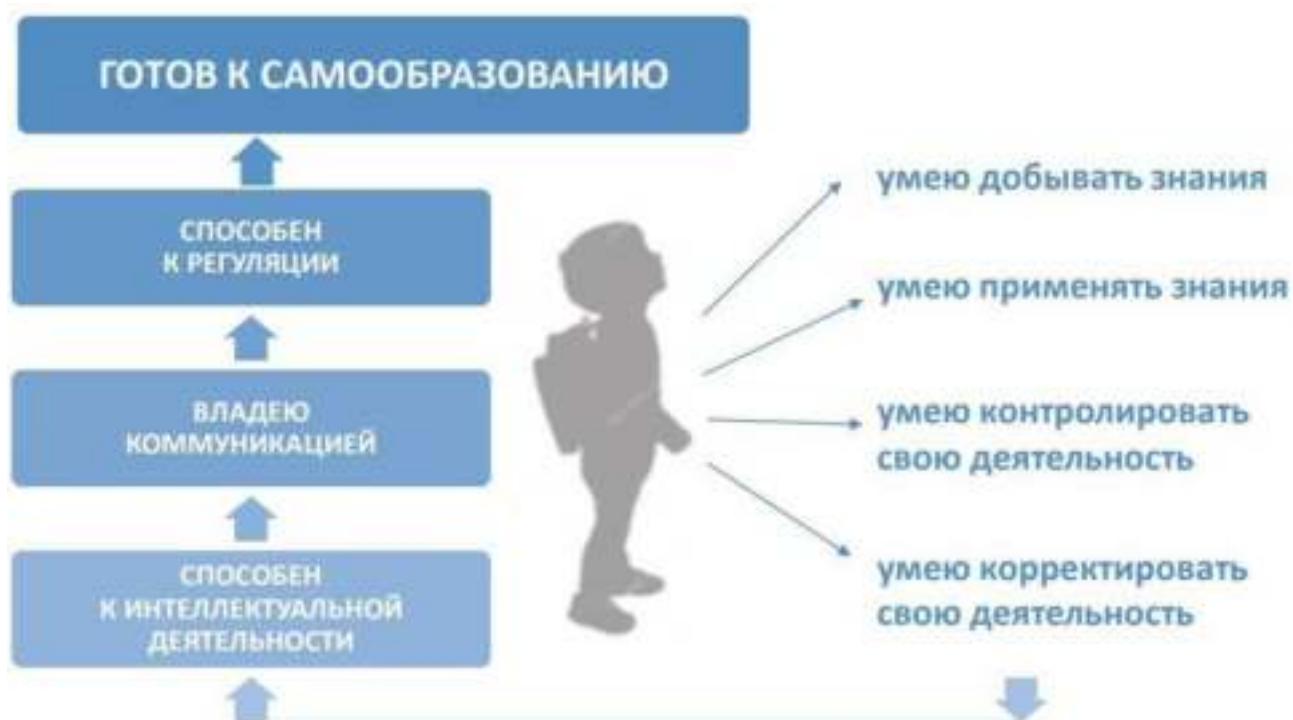 ГОТОВ К САМООБРАЗОВАНИЮ
СПОСОБЕН
К РЕГУЛЯЦИИ
ВЛАДЕЮ
КОММУНИКАЦИЕЙ
СПОСОБЕН
К ИНТЕЛЛЕКТУАЛЬНОЙ
ДЕЯТЕЛЬНОСТИ
умею добывать знания
умею применять знания
умею контролировать
свою деятельность
умею корректировать
свою деятельность